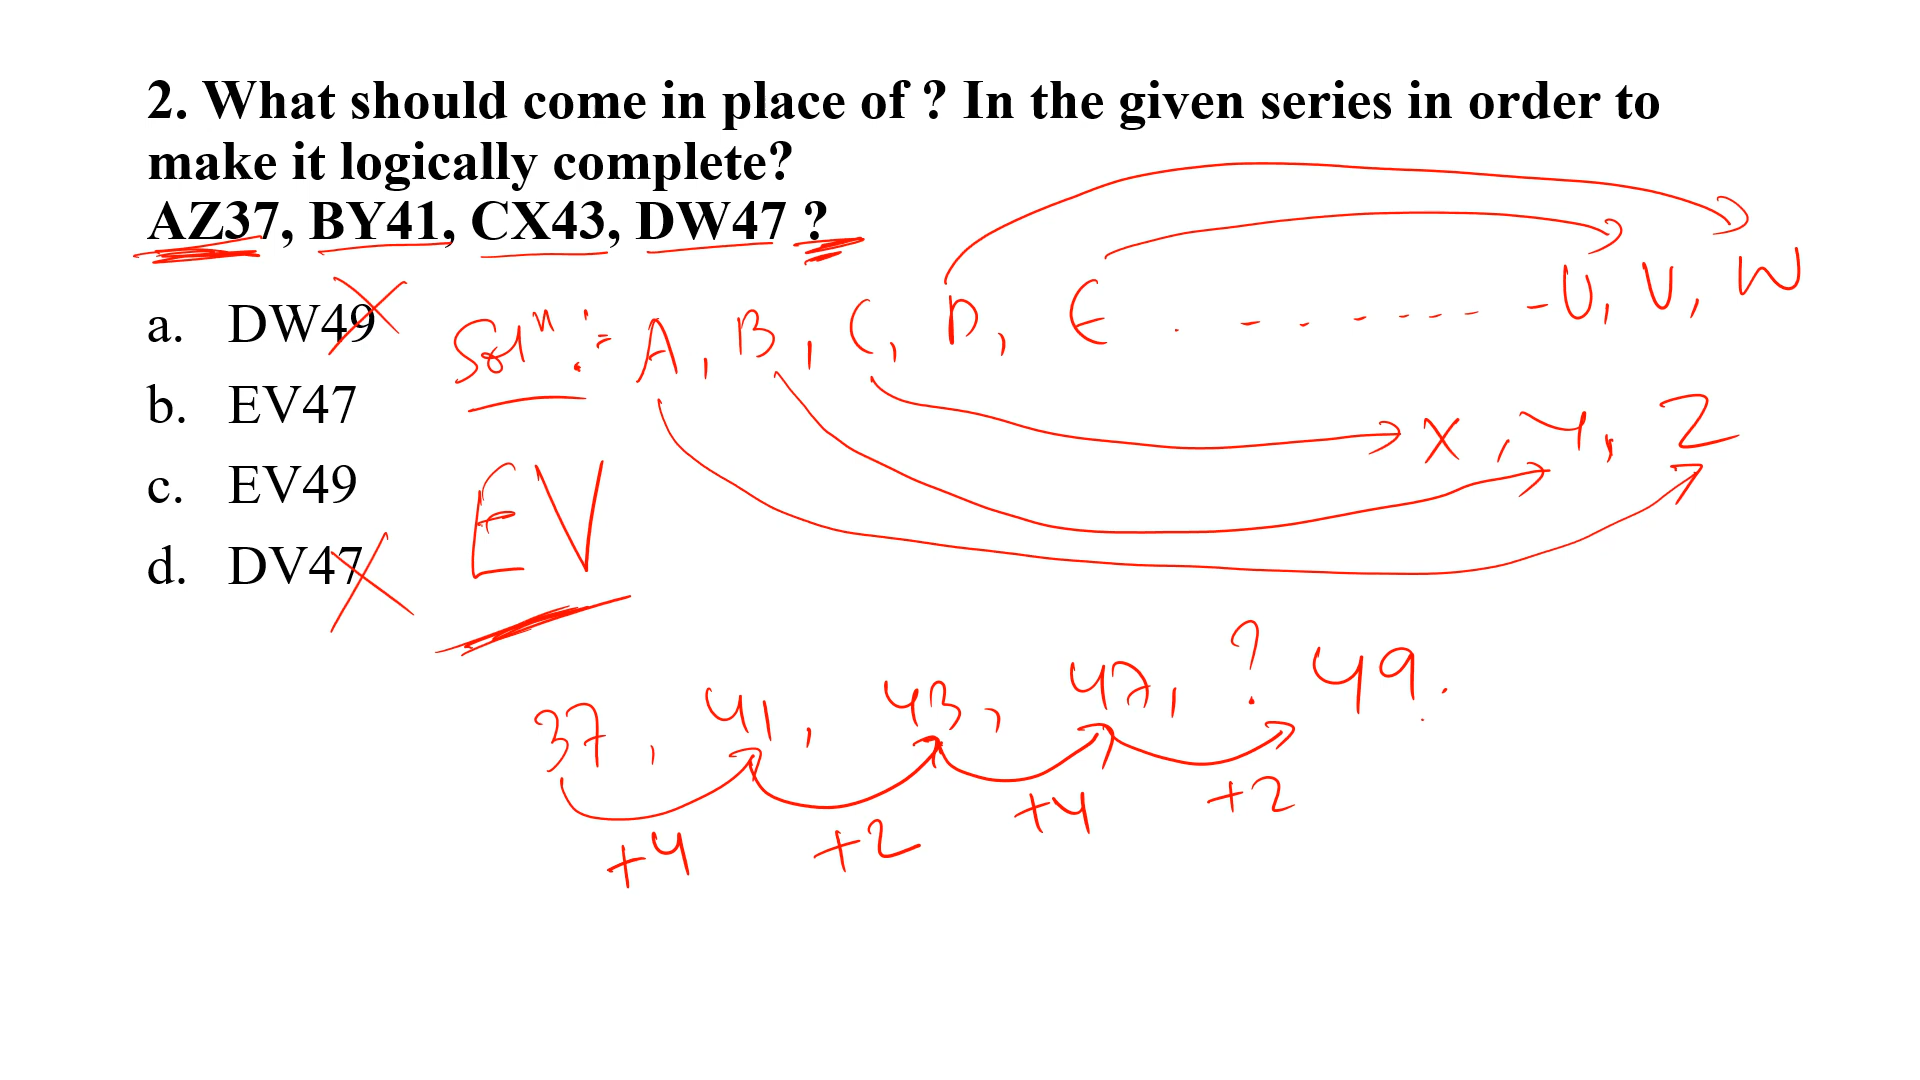 2. What should come in place of ? In the given series in order to
make it logically complete?
AZ37, BY41, CX43, DW47 ?
a. DW49
b. EV47
c. EV49
d. DV47
Solⁿ:= A, B, C, D, E . - - - - - - - U, V, W
X, Y, Z
EV
37, 41, 43, 47, ? 49.
+4 +2 +4 +2